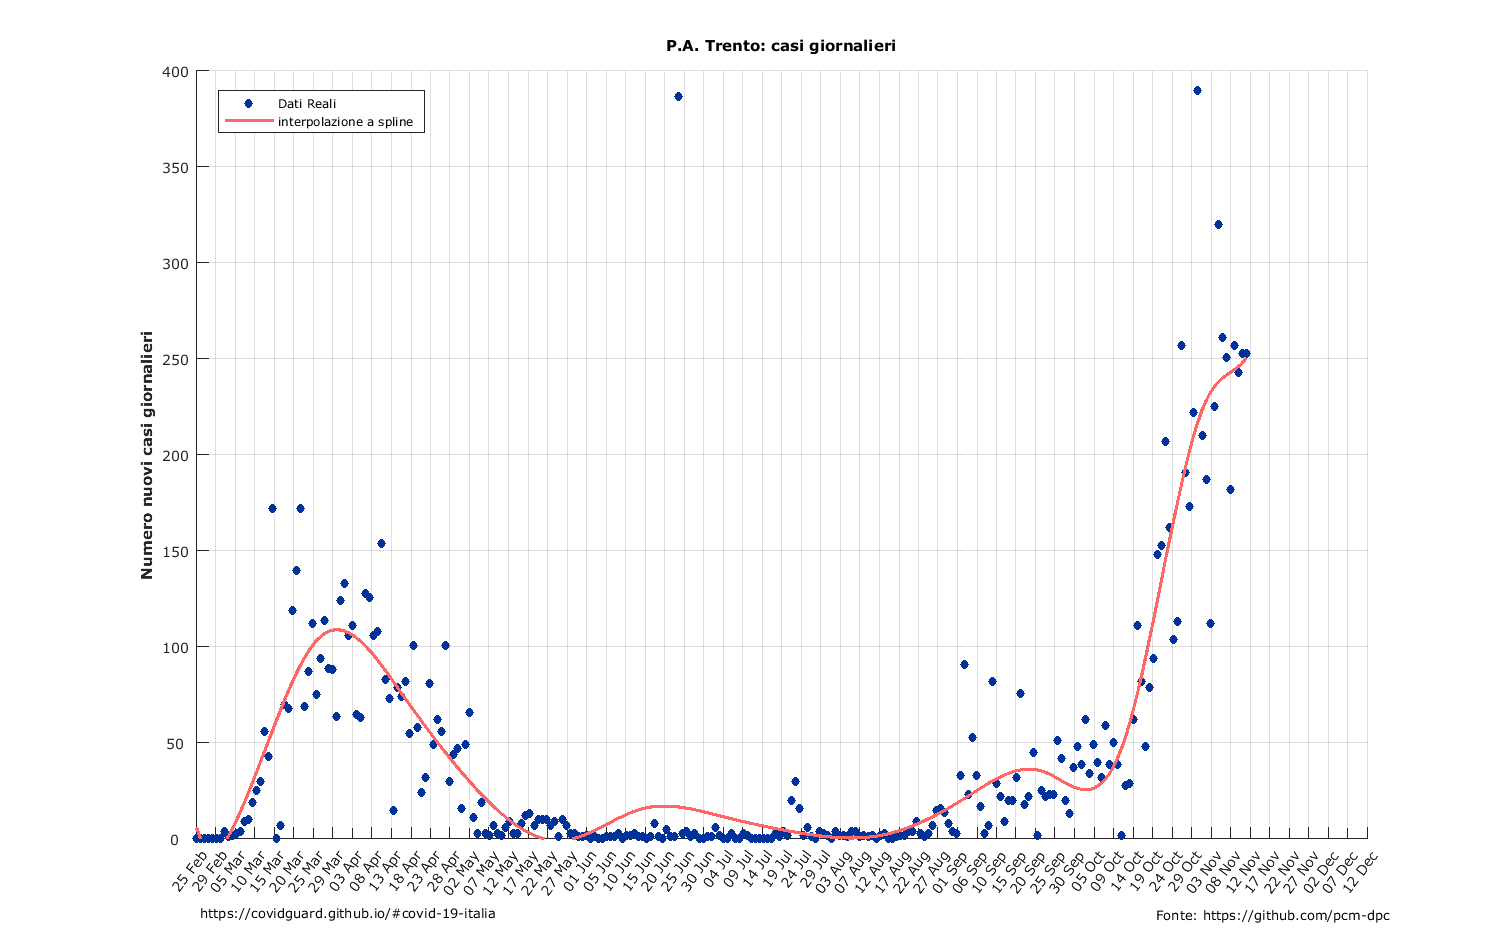 P.A. Trento: casi giornalieri
400
350
300
250
200
150
100
50
0
Numero nuovi casi giornalieri
Dati Reali
interpolazione a spline
25 Feb
29 Feb
05 Mar
10 Mar
15 Mar
20 Mar
25 Mar
29 Mar
03 Apr
08 Apr
13 Apr
18 Apr
23 Apr
28 Apr
02 May
07 May
12 May
17 May
22 May
27 May
01 Jun
05 Jun
10 Jun
15 Jun
20 Jun
25 Jun
30 Jun
04 Jul
09 Jul
14 Jul
19 Jul
24 Jul
29 Jul
03 Aug
07 Aug
12 Aug
17 Aug
22 Aug
27 Aug
01 Sep
06 Sep
10 Sep
15 Sep
20 Sep
25 Sep
30 Sep
05 Oct
09 Oct
14 Oct
19 Oct
24 Oct
29 Oct
03 Nov
08 Nov
12 Nov
17 Nov
22 Nov
27 Nov
02 Dec
07 Dec
12 Dec
https://covidguard.github.io/#covid-19-italia
Fonte: https://github.com/pcm-dpc